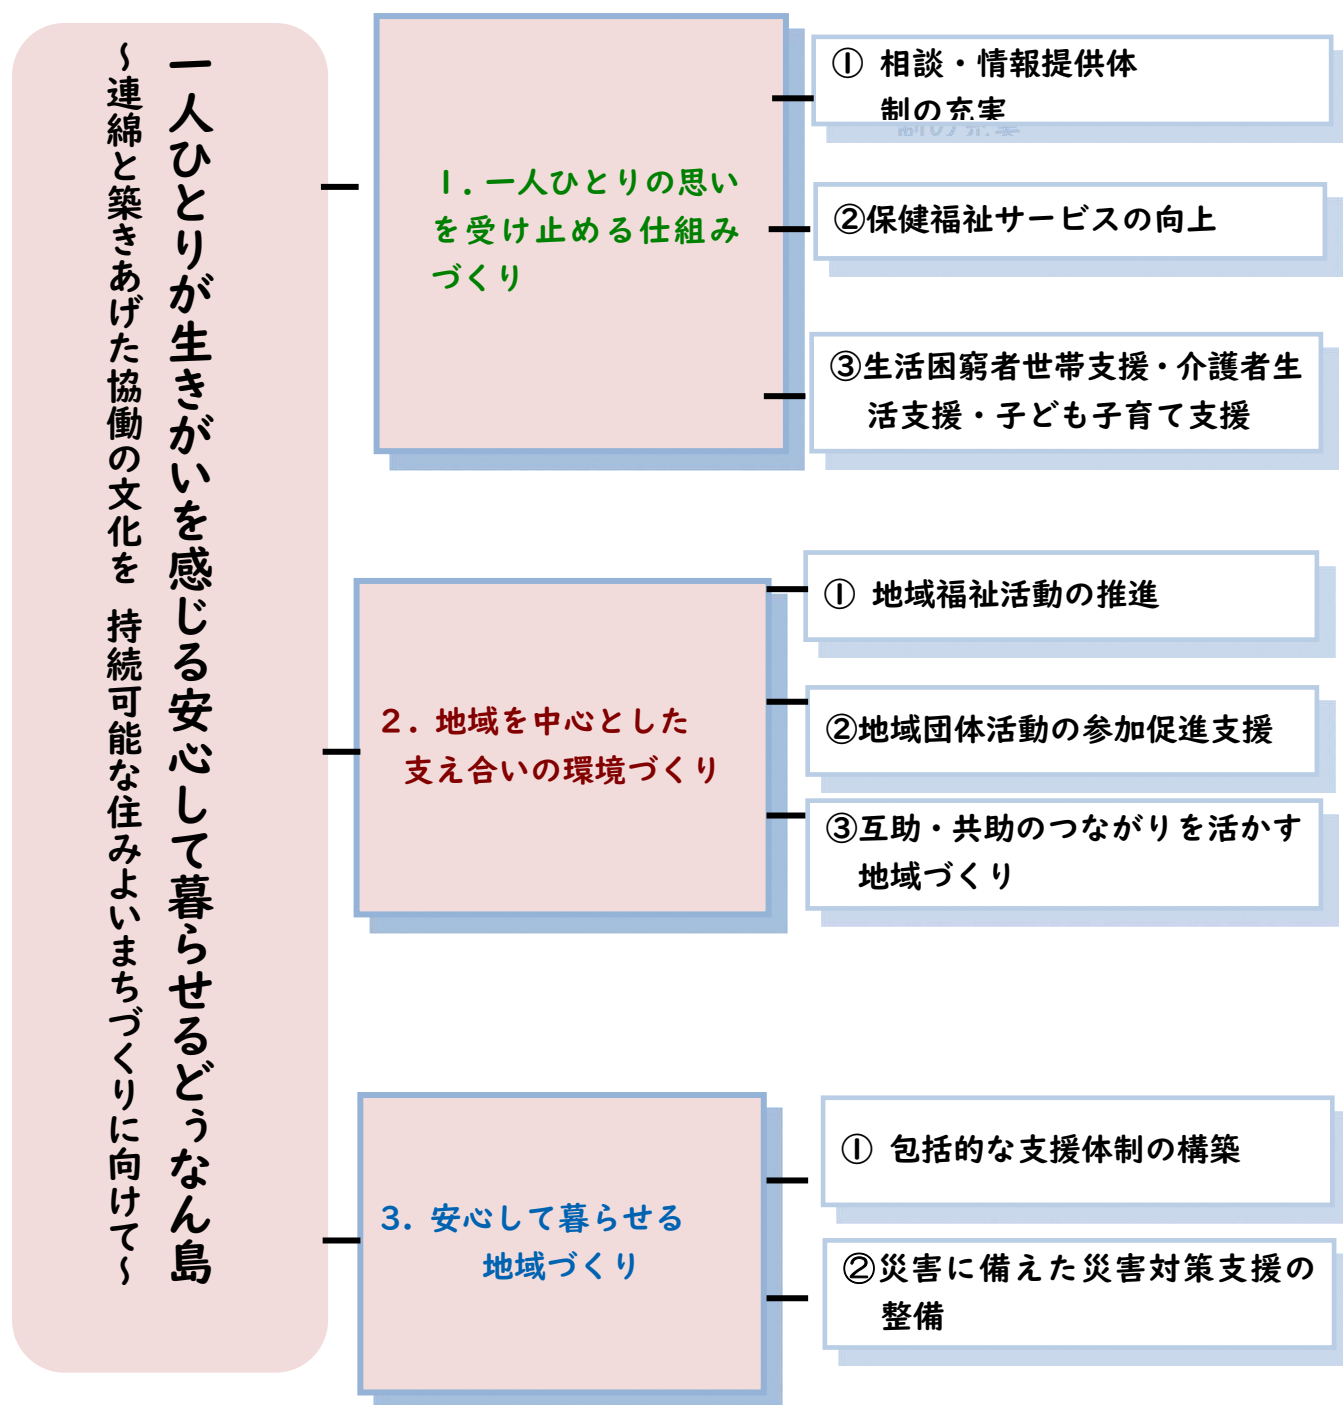 一人ひとりが生きがいを感じる安心して暮らせるどぅなん島
～連綿と築きあげた協働の文化を 持続可能な住みよいまちづくりに向けて～
１．一人ひとりの思い
を受け止める仕組み
づくり
① 相談・情報提供体
制の充実
②保健福祉サービスの向上
③生活困窮者世帯支援・介護者生
活支援・子ども子育て支援
２．地域を中心とした
支え合いの環境づくり
① 地域福祉活動の推進
②地域団体活動の参加促進支援
③互助・共助のつながりを活かす
地域づくり
３．安心して暮らせる
地域づくり
① 包括的な支援体制の構築
②災害に備えた災害対策支援の
整備